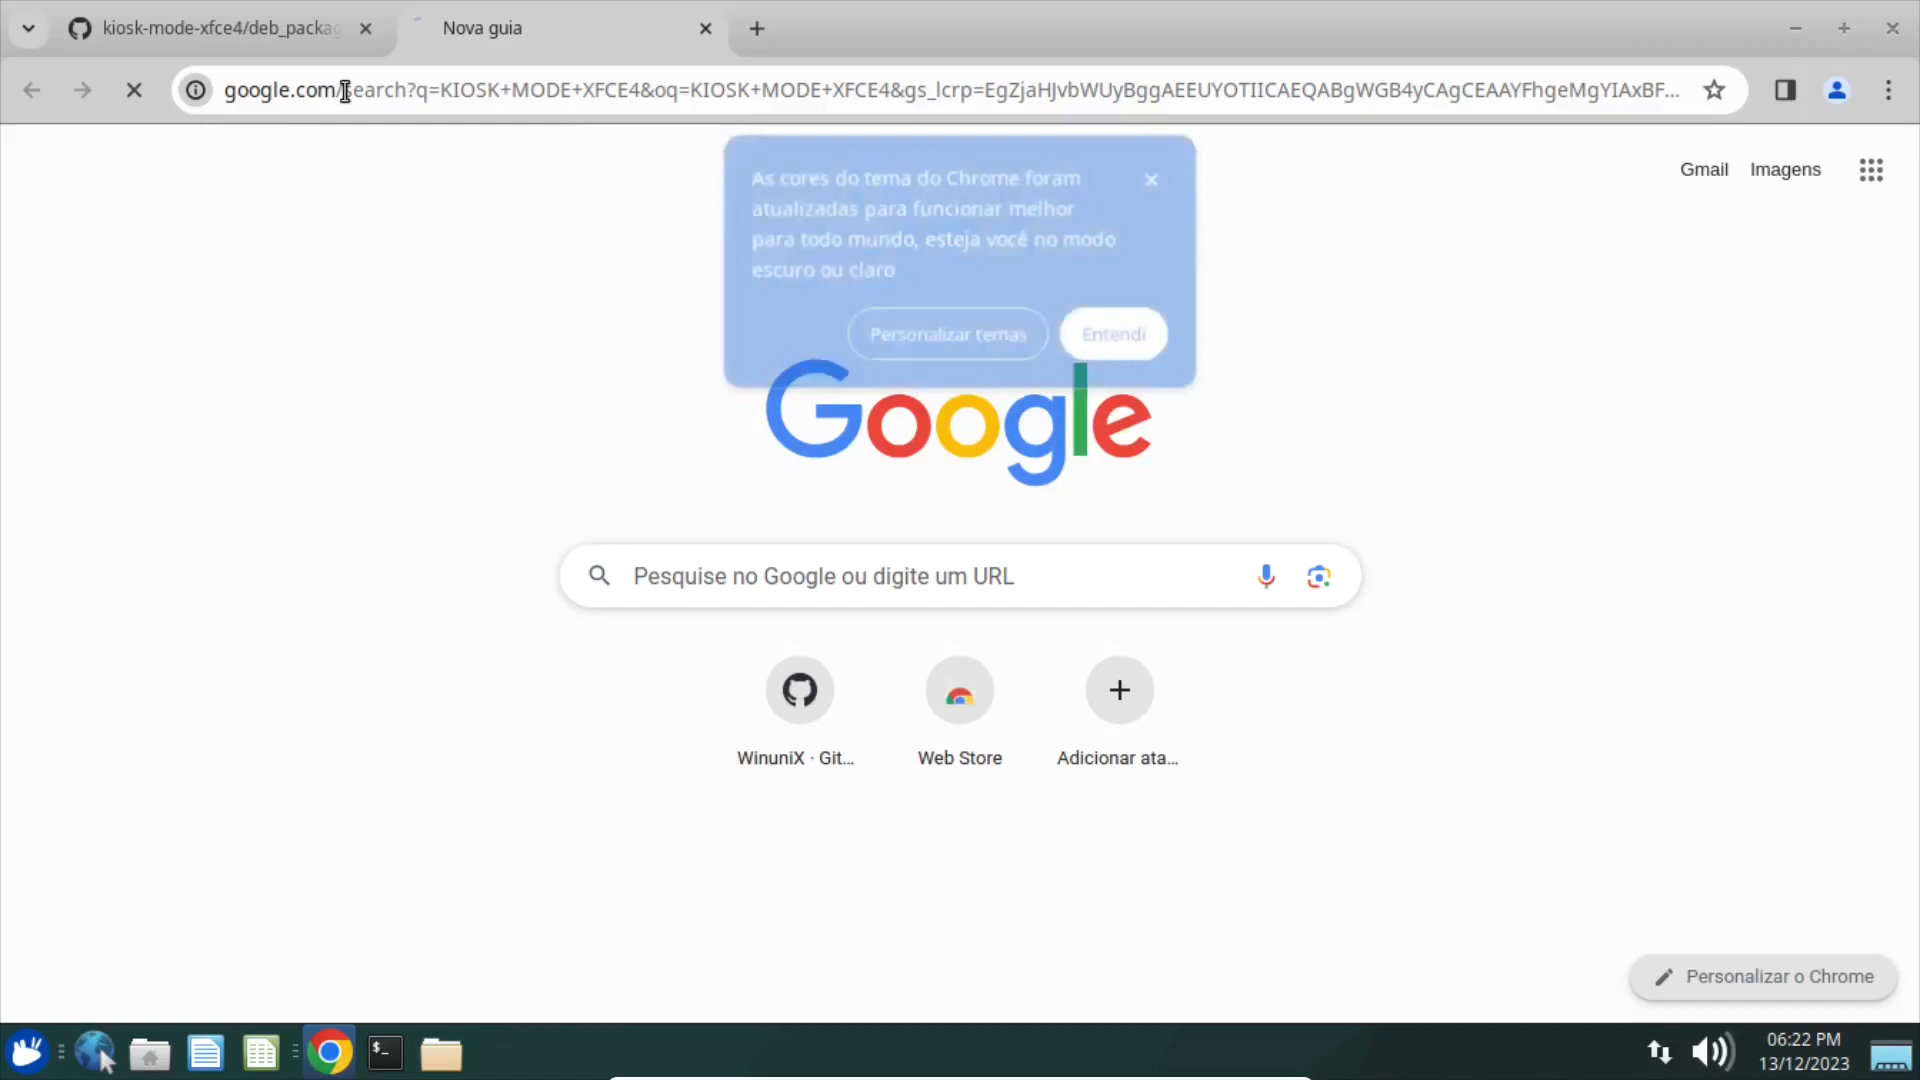 kiosk-mode-xfce4/deb_packag
Nova guia
google.com/search?q=KIOSK+MODE+XFCE4&oq=KIOSK+MODE+XFCE4&gs_lcrp=EgZjaHJvbWUyBggAEEUYOTIICAEQABgWGB4yCAgCEAAYFhgeMgYIAxBF...
Gmail
Imagens
As cores do tema do Chrome foram
atualizadas para funcionar melhor
para todo mundo, esteja você no modo
escuro ou claro
Personalizar temas
Entendi
Google
Pesquise no Google ou digite um URL
WinuniX · Git...
Web Store
Adicionar ata...
Personalizar o Chrome
$_
06:22 PM
13/12/2023